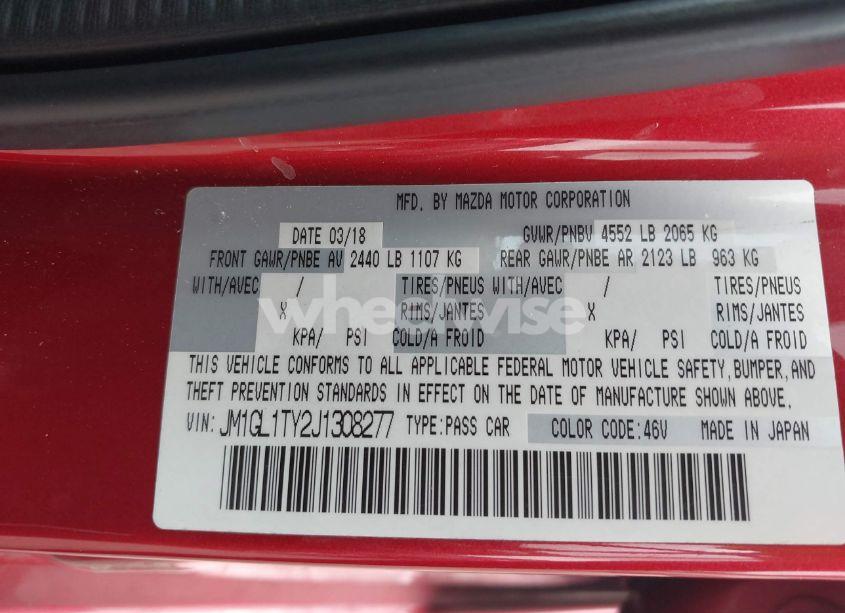 MFD. BY MAZDA MOTOR CORPORATION
DATE 03/18 GVWR/PNBV 4552 LB 2065 KG
FRONT GAWR/PNBE AV 2440 LB 1107 KG REAR GAWR/PNBE AR 2123 LB 963 KG
WITH/AVEC / TIRES/PNEUS WITH/AVEC / TIRES/PNEUS
X RIMS/JANTES X RIMS/JANTES
KPA/ PSI COLD/A FROID KPA/ PSI COLD/A FROID
wheelwise
THIS VEHICLE CONFORMS TO ALL APPLICABLE FEDERAL MOTOR VEHICLE SAFETY,BUMPER,AND
THEFT PREVENTION STANDARDS IN EFFECT ON THE DATE OF MANUFACTURE SHOWN ABOVE.
VIN: JM1GL1TY2J1308277 TYPE:PASS CAR COLOR CODE:46V MADE IN JAPAN